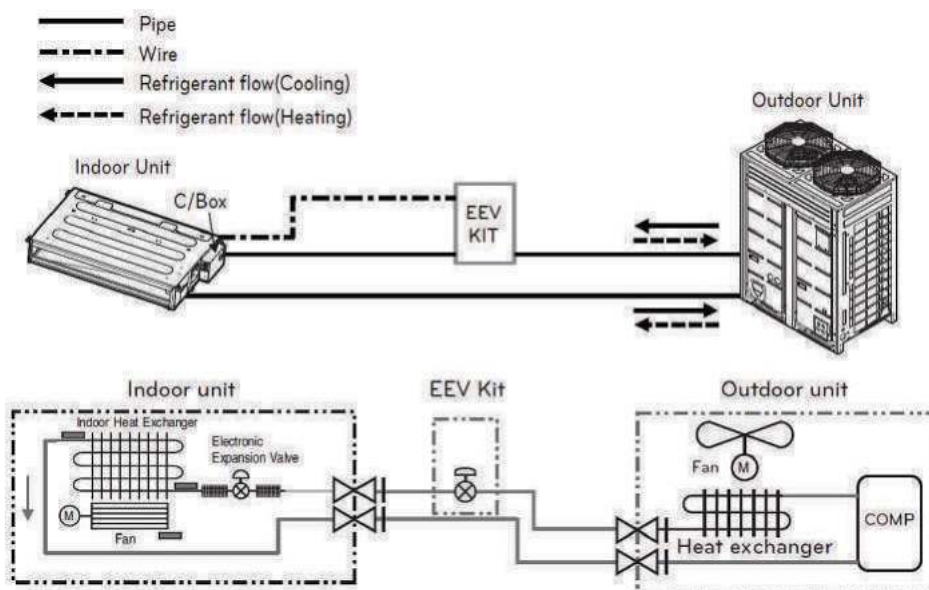 Pipe
Wire
Refrigerant flow(Cooling)
Refrigerant flow(Heating)
Outdoor Unit
Indoor Unit
C/Box
EEV
KIT
Indoor unit
EEV Kit
Outdoor unit
Indoor Heat Exchanger
Electronic
Expansion Valve
Fan
M
M
Fan
COMP
Heat exchanger